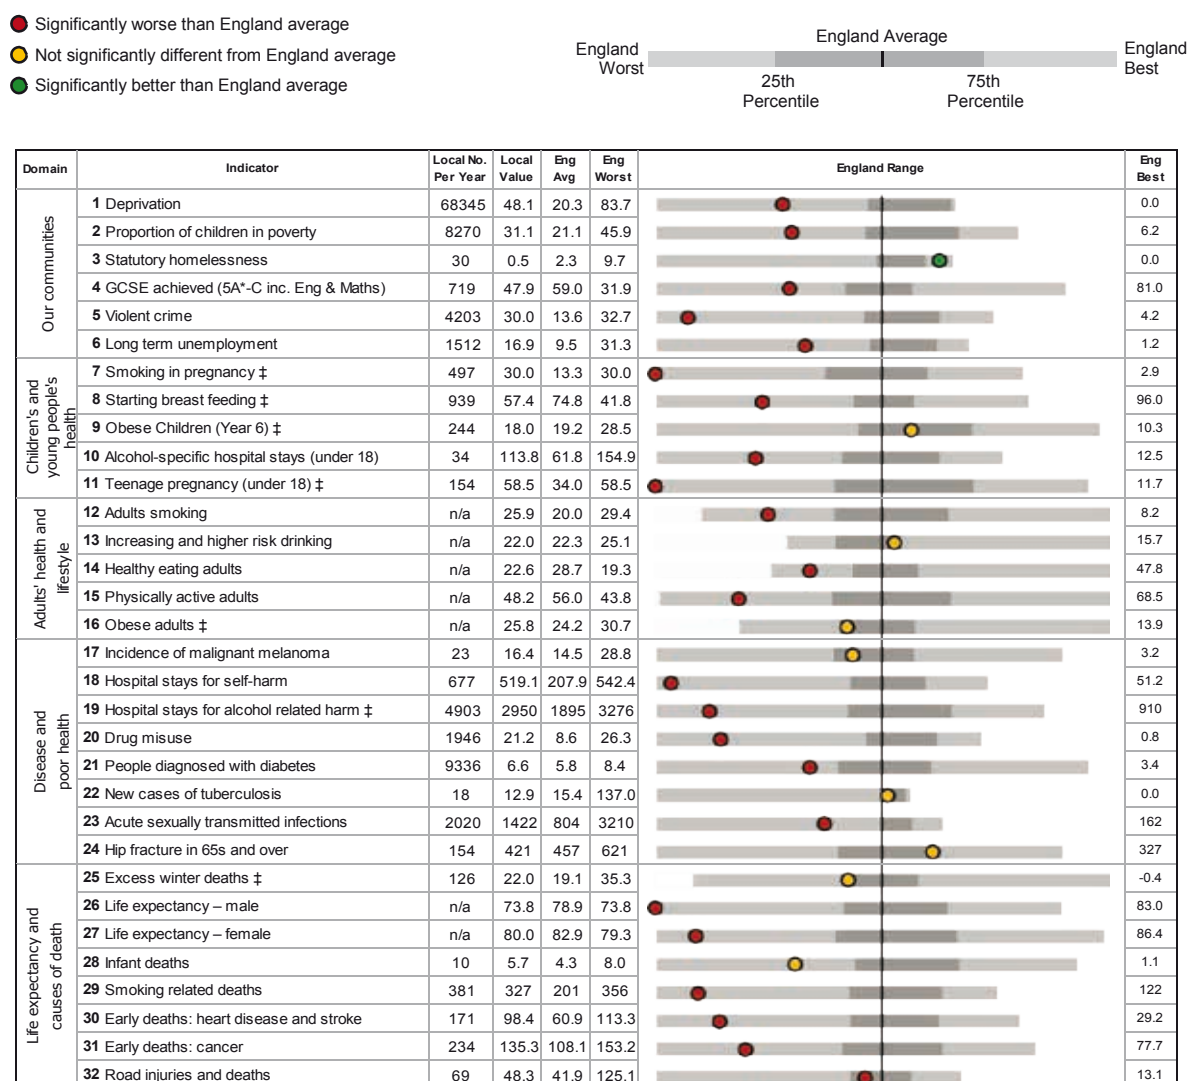 Significantly worse than England average
Not significantly different from England average
Significantly better than England average
England Average
England Worst
England Best
25th Percentile
75th Percentile
Domain Indicator Local No. Per Year Local Value Eng Avg Eng Worst England Range Eng Best
Our communities
1 Deprivation 68345 48.1 20.3 83.7 0.0
2 Proportion of children in poverty 8270 31.1 21.1 45.9 6.2
3 Statutory homelessness 30 0.5 2.3 9.7 0.0
4 GCSE achieved (5A*-C inc. Eng & Maths) 719 47.9 59.0 31.9 81.0
5 Violent crime 4203 30.0 13.6 32.7 4.2
6 Long term unemployment 1512 16.9 9.5 31.3 1.2
Children's and young people's health
7 Smoking in pregnancy ‡ 497 30.0 13.3 30.0 2.9
8 Starting breast feeding ‡ 939 57.4 74.8 41.8 96.0
9 Obese Children (Year 6) ‡ 244 18.0 19.2 28.5 10.3
10 Alcohol-specific hospital stays (under 18) 34 113.8 61.8 154.9 12.5
11 Teenage pregnancy (under 18) ‡ 154 58.5 34.0 58.5 11.7
Adults' health and lifestyle
12 Adults smoking n/a 25.9 20.0 29.4 8.2
13 Increasing and higher risk drinking n/a 22.0 22.3 25.1 15.7
14 Healthy eating adults n/a 22.6 28.7 19.3 47.8
15 Physically active adults n/a 48.2 56.0 43.8 68.5
16 Obese adults ‡ n/a 25.8 24.2 30.7 13.9
Disease and poor health
17 Incidence of malignant melanoma 23 16.4 14.5 28.8 3.2
18 Hospital stays for self-harm 677 519.1 207.9 542.4 51.2
19 Hospital stays for alcohol related harm ‡ 4903 2950 1895 3276 910
20 Drug misuse 1946 21.2 8.6 26.3 0.8
21 People diagnosed with diabetes 9336 6.6 5.8 8.4 3.4
22 New cases of tuberculosis 18 12.9 15.4 137.0 0.0
23 Acute sexually transmitted infections 2020 1422 804 3210 162
24 Hip fracture in 65s and over 154 421 457 621 327
Life expectancy and causes of death
25 Excess winter deaths ‡ 126 22.0 19.1 35.3 -0.4
26 Life expectancy – male n/a 73.8 78.9 73.8 83.0
27 Life expectancy – female n/a 80.0 82.9 79.3 86.4
28 Infant deaths 10 5.7 4.3 8.0 1.1
29 Smoking related deaths 381 327 201 356 122
30 Early deaths: heart disease and stroke 171 98.4 60.9 113.3 29.2
31 Early deaths: cancer 234 135.3 108.1 153.2 77.7
32 Road injuries and deaths 69 48.3 41.9 125.1 13.1